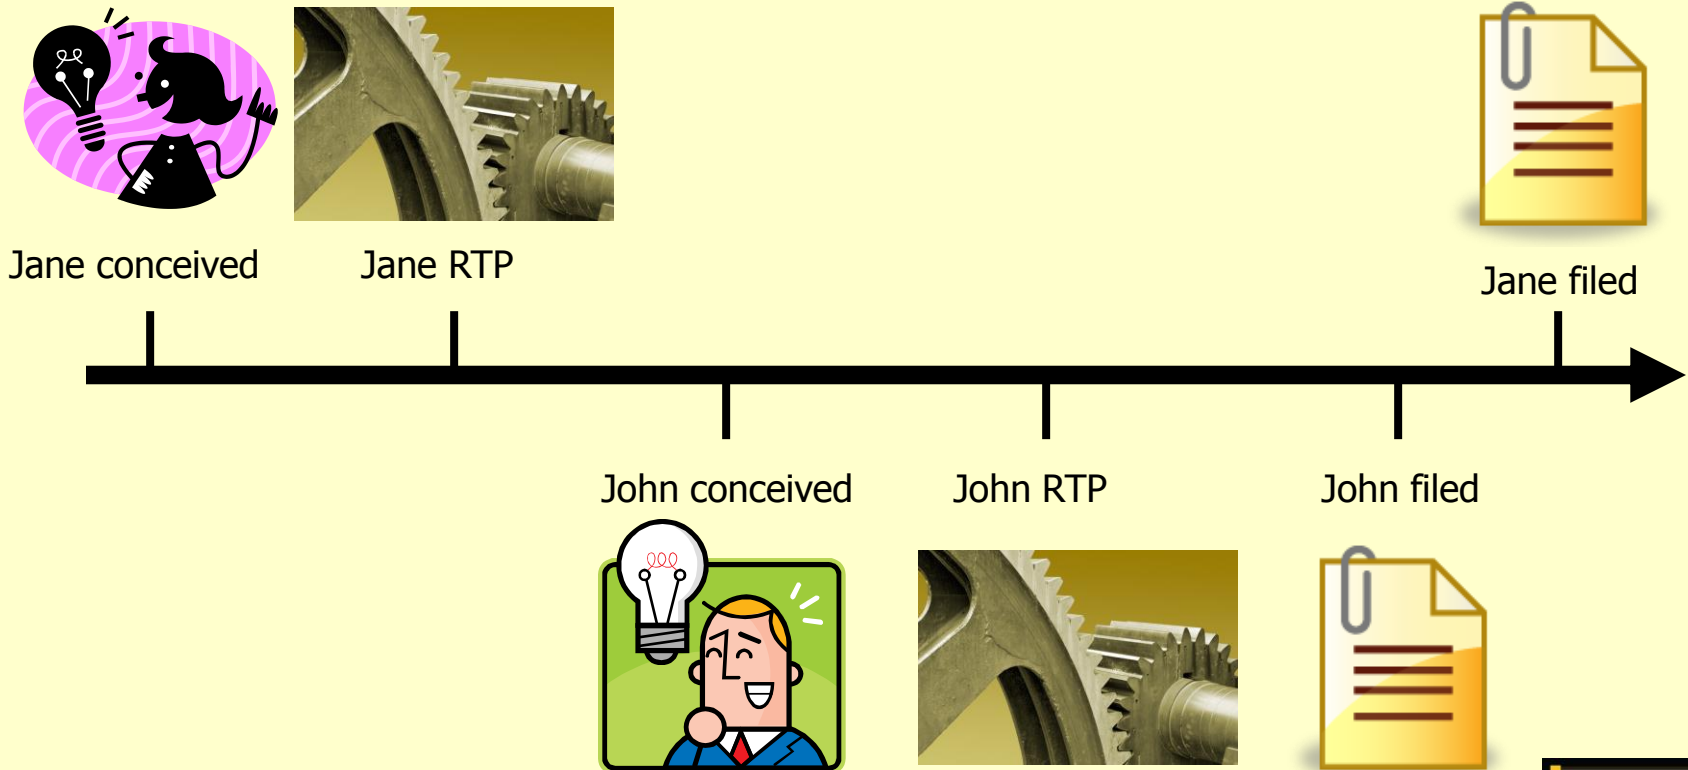 Jane conceived
Jane RTP
Jane filed
John conceived
John RTP
John filed